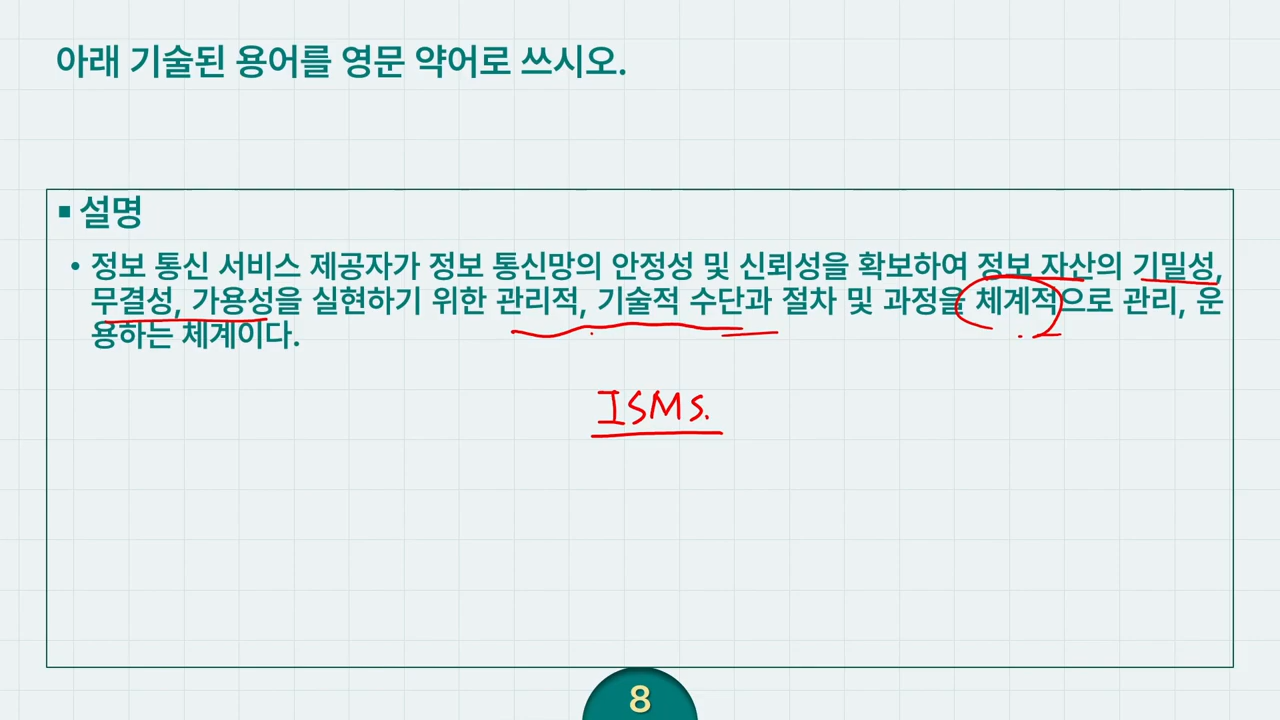 아래 기술된 용어를 영문 약어로 쓰시오.
▪ 설명
• 정보 통신 서비스 제공자가 정보 통신망의 안정성 및 신뢰성을 확보하여 정보 자산의 기밀성,
무결성, 가용성을 실현하기 위한 관리적, 기술적 수단과 절차 및 과정을 체계적으로 관리, 운
용하는 체계이다.
ISMS.
8